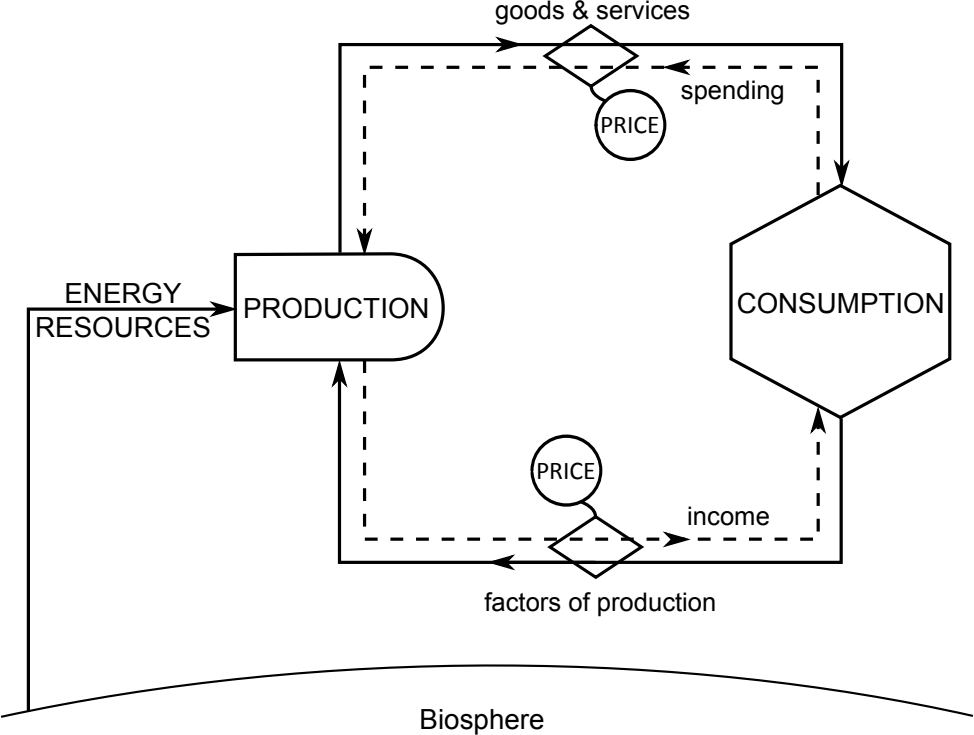 goods & services
spending
PRICE
ENERGY
RESOURCES
PRODUCTION
CONSUMPTION
PRICE
income
factors of production
Biosphere